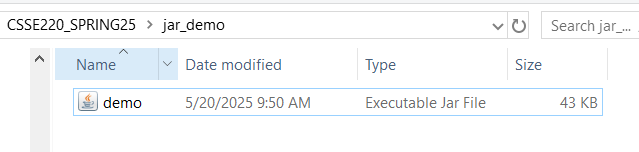 CSSE220_SPRING25 jar_demo Search jar_...
Name Date modified Type Size
demo 5/20/2025 9:50 AM Executable Jar File 43 KB